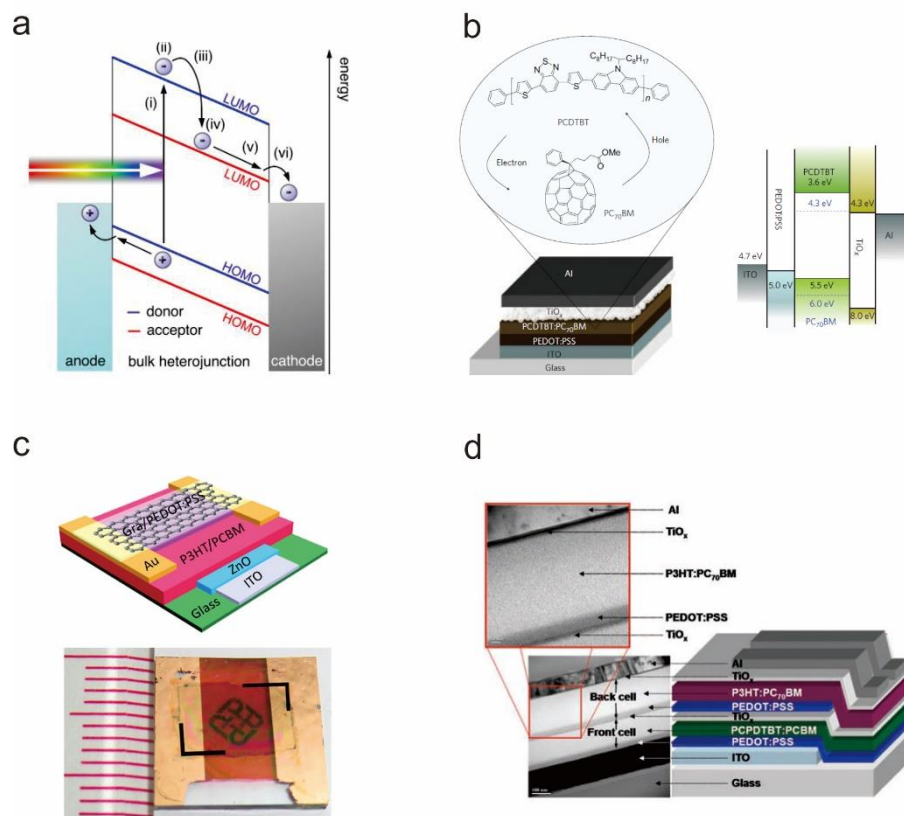 a
(ii)
(iii)
(i)
LUMO
(iv)
(v)
(vi)
LUMO
energy
HOMO
donor
acceptor
HOMO
anode
bulk heterojunction
cathode
b
C8H17
C8H17
N
S
N
N
S
S
n
PCDTBT
Electron
Hole
OMe
O
PC70BM
Al
TiOx
PCDTBT:PC70BM
PEDOT:PSS
ITO
Glass
PCDTBT
3.6 eV
4.3 eV
4.3 eV
PEDOT:PSS
TiOx
Al
4.7 eV
ITO
5.0 eV
5.5 eV
6.0 eV
PC70BM
8.0 eV
c
Gra/PEDOT:PSS
Au
P3HT/PCBM
ZnO
ITO
Glass
d
Al
TiOx
P3HT:PC70BM
PEDOT:PSS
TiOx
Al
TiOx
Back cell
P3HT:PC70BM
PEDOT:PSS
TiOx
Front cell
PCPDTBT:PCBM
PEDOT:PSS
ITO
Glass